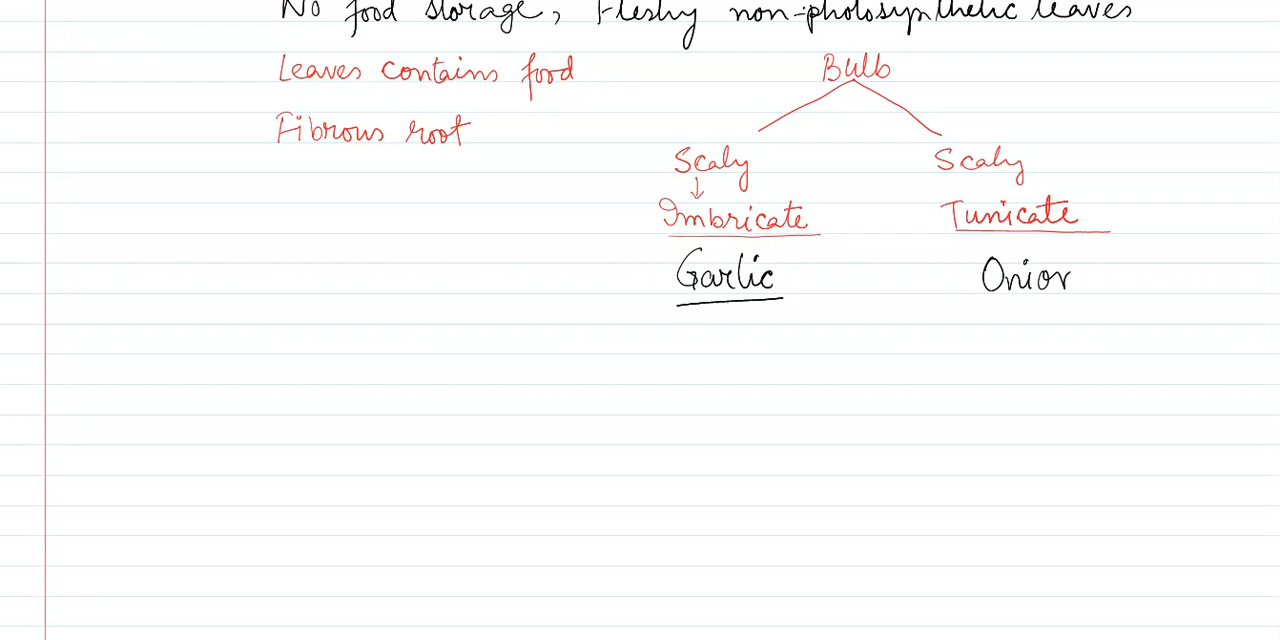 No food storage, Fleshy non-photosynthetic leaves
Leaves contains food
Bulb
Fibrous root
Scaly Scaly
↓
Imbricate Tunicate
Garlic Onion